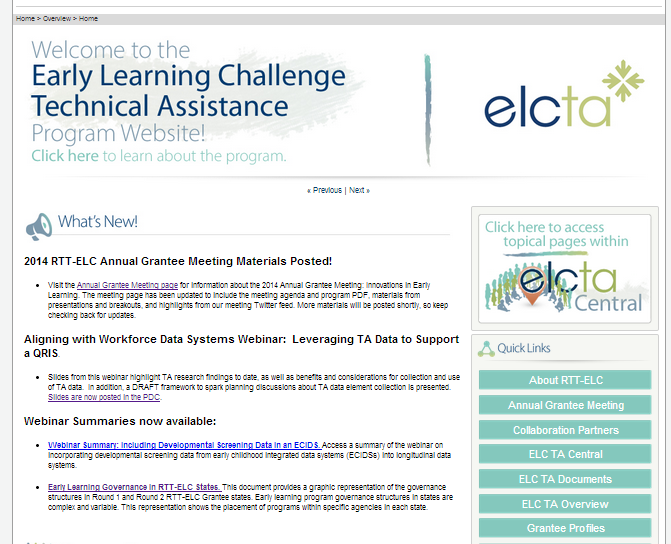 Home > Overview > Home
Welcome to the
Early Learning Challenge
Technical Assistance
Program Website!
Click here to learn about the program.
elcta
« Previous | Next »
What's New!
2014 RTT-ELC Annual Grantee Meeting Materials Posted!
• Visit the Annual Grantee Meeting page for information about the 2014 Annual Grantee Meeting: Innovations in Early
Learning. The meeting page has been updated to include the meeting agenda and program PDF, materials from
presentations and breakouts, and highlights from our meeting Twitter feed. More materials will be posted shortly, so keep
checking back for updates.
Aligning with Workforce Data Systems Webinar: Leveraging TA Data to Support
a QRIS
• Slides from this webinar highlight TA research findings to date, as well as benefits and considerations for collection and use
of TA data. In addition, a DRAFT framework to spark planning discussions about TA data element collection is presented.
Slides are now posted in the PDC.
Webinar Summaries now available:
• Webinar Summary: Including Developmental Screening Data in an ECIDS. Access a summary of the webinar on
incorporating developmental screening data from early childhood integrated data systems (ECIDSs) into longitudinal data
systems.
• Early Learning Governance in RTT-ELC States. This document provides a graphic representation of the governance
structures in Round 1 and Round 2 RTT-ELC Grantee states. Early learning program governance structures in states are
complex and variable. This representation shows the placement of programs within specific agencies in each state.
Click here to access
topical pages within
elcta
Central
Quick Links
About RTT-ELC
Annual Grantee Meeting
Collaboration Partners
ELC TA Central
ELC TA Documents
ELC TA Overview
Grantee Profiles